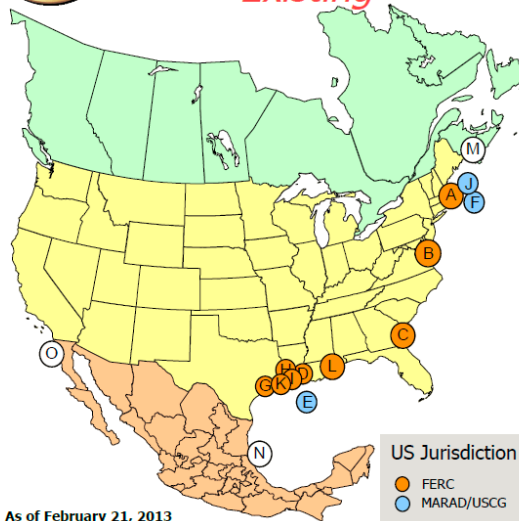 Existing
M
A
J
F
B
C
O
H
D
L
G
K
I
E
N
US Jurisdiction
FERC
MARAD/USCG
As of February 21, 2013